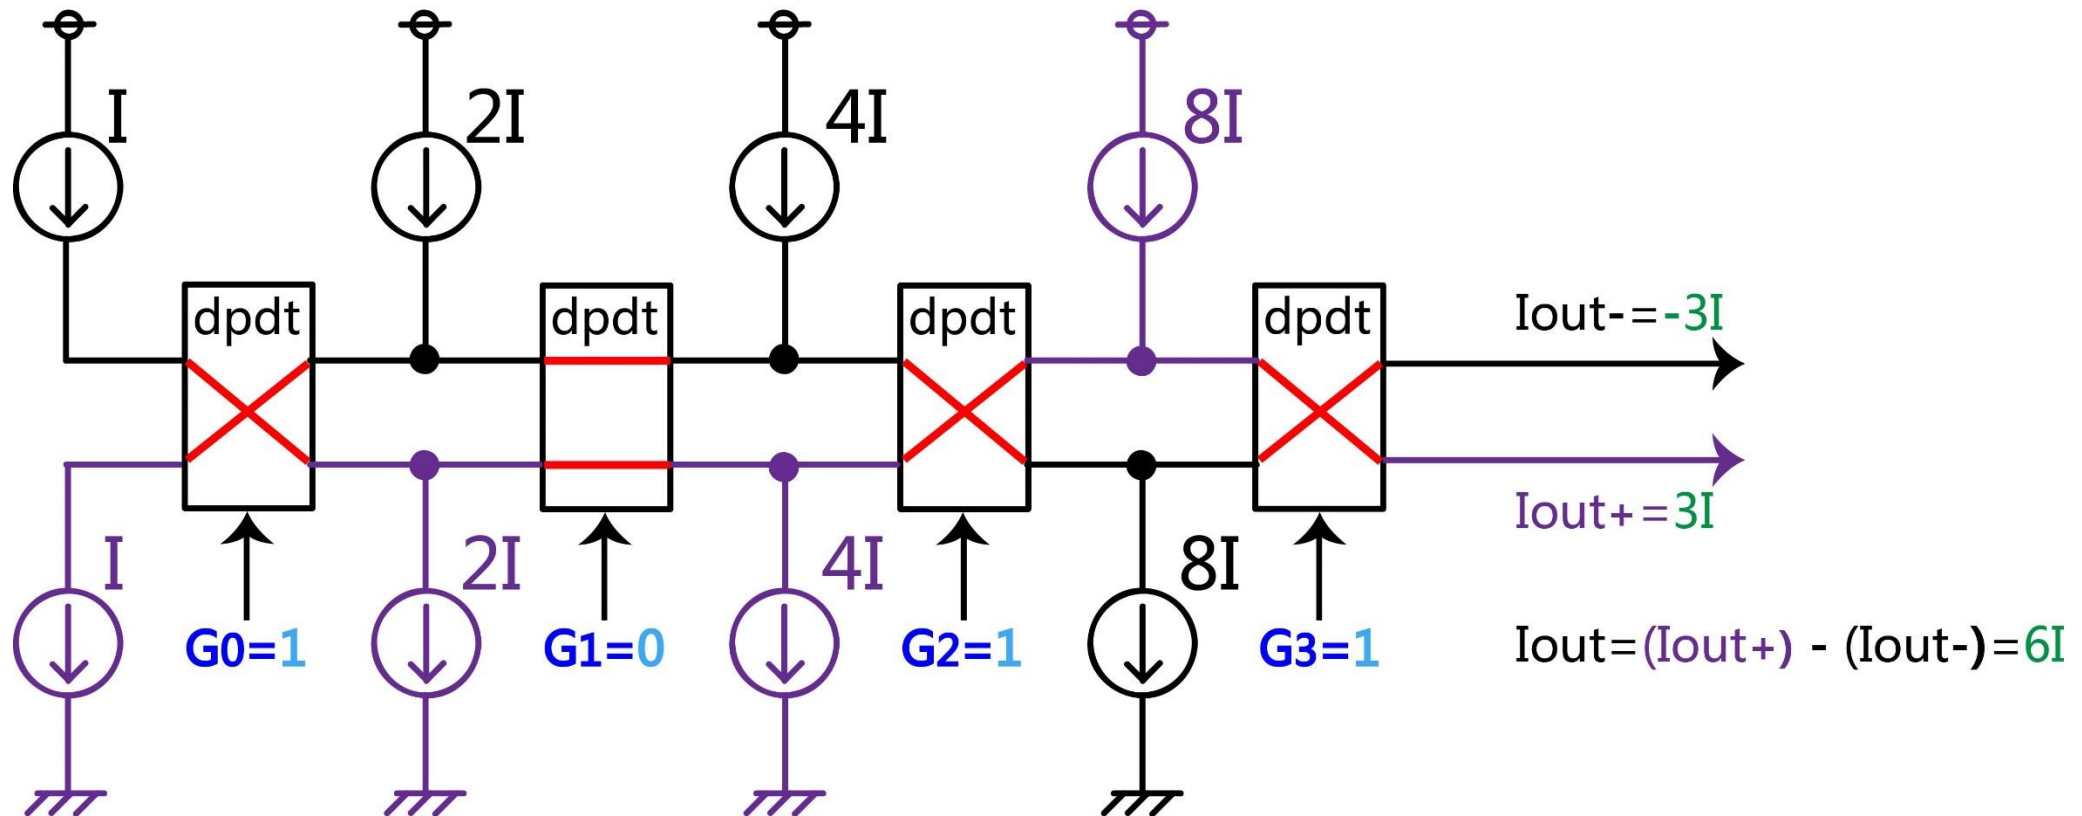 I
2I
4I
8I
dpdt
dpdt
dpdt
dpdt
Iout-=-3I
Iout+=3I
I
2I
4I
8I
G0=1
G1=0
G2=1
G3=1
Iout=(Iout+) - (Iout-)=6I